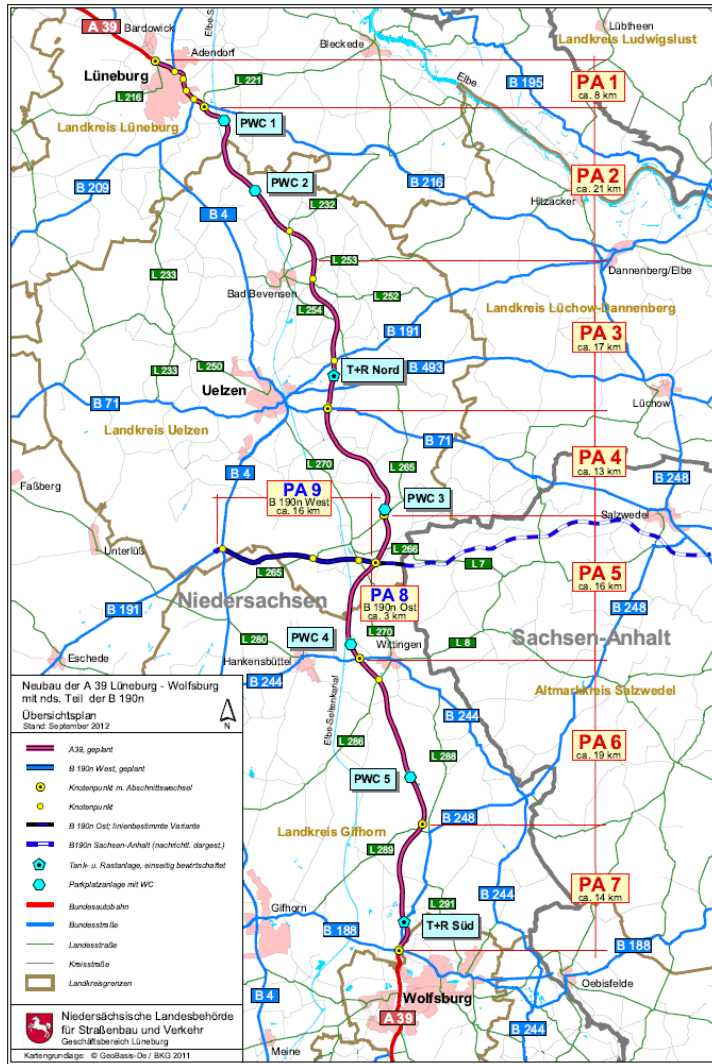 A 39
Bardowick
Adendorf
Lüneburg
L 216
L 221
Landkreis Lüneburg
Elbe-S
Bleckede
Elbe
Lübtheen
Landkreis Ludwigslust
B 195
PA 1
ca. 8 km
PWC 1
PWC 2
B 209
B 4
B 216
PA 2
ca. 21 km
Hitzacker
L 232
L 253
L 233
Bad Bevensen
L 252
L 254
Dannenberg/Elbe
Landkreis Lüchow-Dannenberg
B 191
PA 3
ca. 17 km
L 250
L 233
T+R Nord
B 493
Uelzen
B 71
Lüchow
Landkreis Uelzen
B 71
B 4
L 270
L 265
PA 4
ca. 13 km
B 248
Faßberg
PA 9
B 190n West
ca. 16 km
PWC 3
Salzwedel
Unterlüß
L 266
L 265
L 7
PA 5
ca. 16 km
Niedersachsen
PA 8
B 190n Ost
ca. 3 km
B 191
B 248
L 270
L 280
PWC 4
Wittingen
L 8
Sachsen-Anhalt
Eschede
Hankensbüttel
B 244
Altmarkkreis Salzwedel
B 244
Elbe-Seitenkanal
L 286
L 288
PA 6
ca. 19 km
PWC 5
B 248
Landkreis Gifhorn
L 289
PA 7
ca. 14 km
Gifhorn
L 291
B 244
T+R Süd
B 188
B 188
B 4
Wolfsburg
Oebisfelde
A 39
B 244
Meine
Neubau der A 39 Lüneburg - Wolfsburg
mit nds. Teil der B 190n
Übersichtsplan
Stand: September 2012
N
A39, geplant
B 190n West, geplant
Knotenpunkt m. Abschnittswechsel
Knotenpunkt
B 190n Ost; linienbestimmte Variante
B190n Sachsen-Anhalt (nachrichtl. dargest.)
Tank- u. Rastanlage, einseitig bewirtschaftet
Parkplatzanlage mit WC
Bundesautobahn
Bundesstraße
Landesstraße
Kreisstraße
Landkreisgrenzen
Niedersächsische Landesbehörde
für Straßenbau und Verkehr
Geschäftsbereich Lüneburg
Kartengrundlage: © GeoBasis-De / BKG 2011